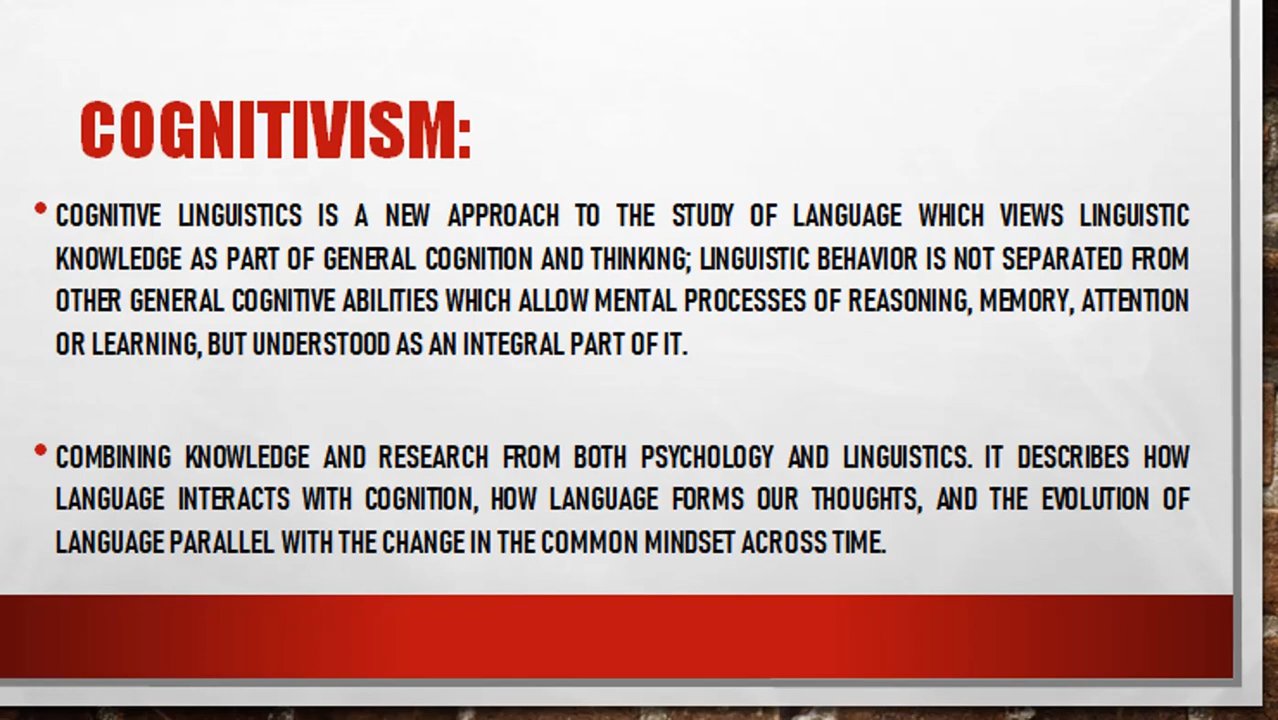 COGNITIVISM:
• COGNITIVE LINGUISTICS IS A NEW APPROACH TO THE STUDY OF LANGUAGE WHICH VIEWS LINGUISTIC
KNOWLEDGE AS PART OF GENERAL COGNITION AND THINKING; LINGUISTIC BEHAVIOR IS NOT SEPARATED FROM
OTHER GENERAL COGNITIVE ABILITIES WHICH ALLOW MENTAL PROCESSES OF REASONING, MEMORY, ATTENTION
OR LEARNING, BUT UNDERSTOOD AS AN INTEGRAL PART OF IT.
• COMBINING KNOWLEDGE AND RESEARCH FROM BOTH PSYCHOLOGY AND LINGUISTICS. IT DESCRIBES HOW
LANGUAGE INTERACTS WITH COGNITION, HOW LANGUAGE FORMS OUR THOUGHTS, AND THE EVOLUTION OF
LANGUAGE PARALLEL WITH THE CHANGE IN THE COMMON MINDSET ACROSS TIME.